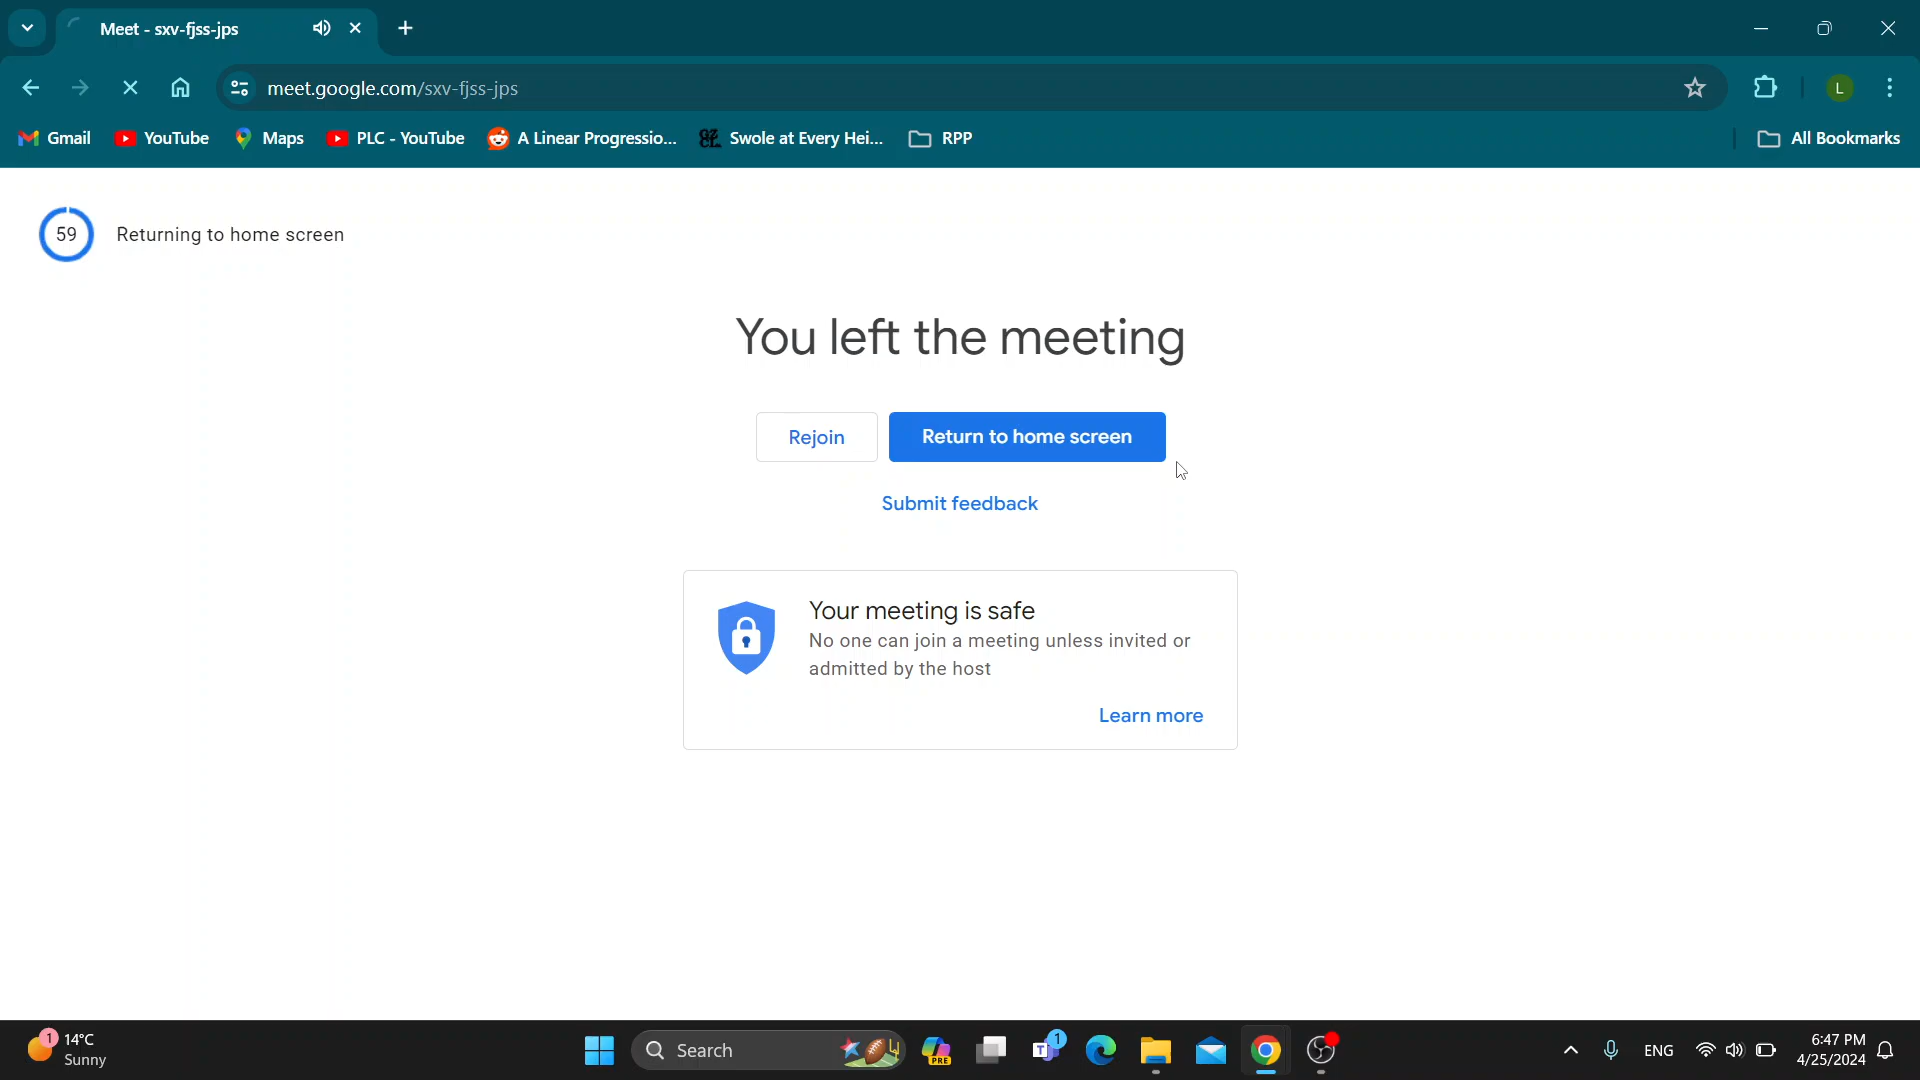 Meet - sxv-fjss-jps
meet.google.com/sxv-fjss-jps
L
Gmail YouTube Maps PLC - YouTube A Linear Progressio... Swole at Every Hei... RPP All Bookmarks
59 Returning to home screen
You left the meeting
Rejoin Return to home screen
Submit feedback
Your meeting is safe
No one can join a meeting unless invited or
admitted by the host
Learn more
1 14°C
Sunny
Search
PRE
T 1
ENG
6:47 PM
4/25/2024